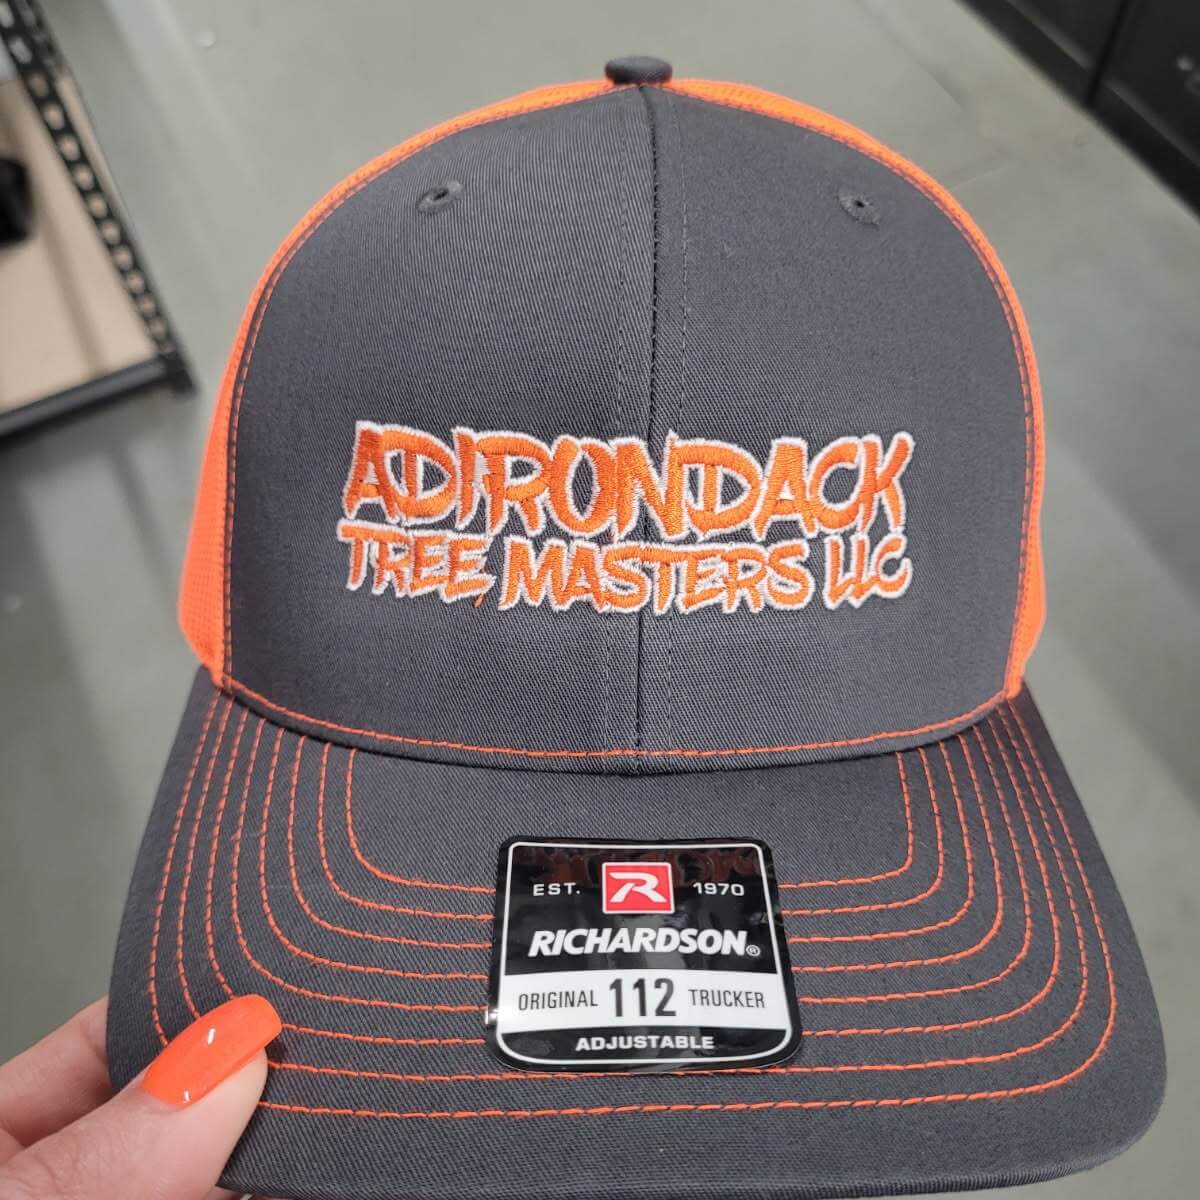 ADIRONDACK
TREE MASTERS LLC
EST. R 1970
RICHARDSON®
ORIGINAL 112 TRUCKER
ADJUSTABLE